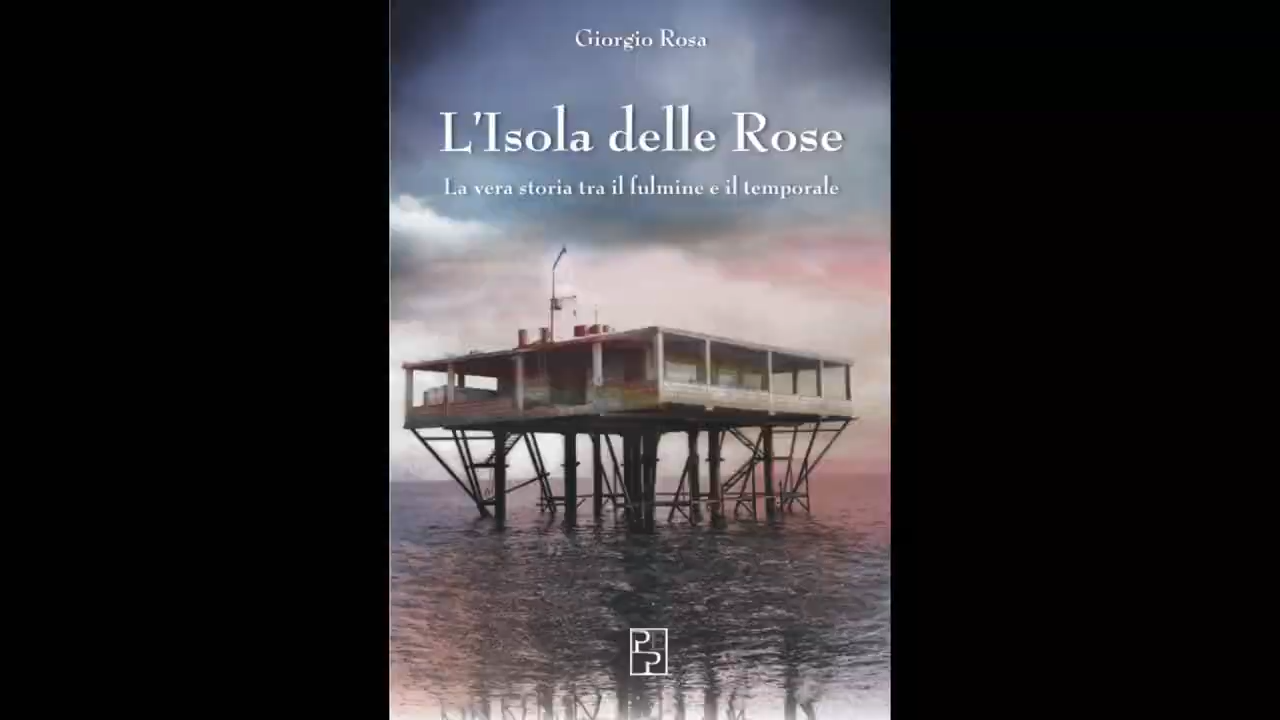 Giorgio Rosa
L'Isola delle Rose
La vera storia tra il fulmine e il temporale